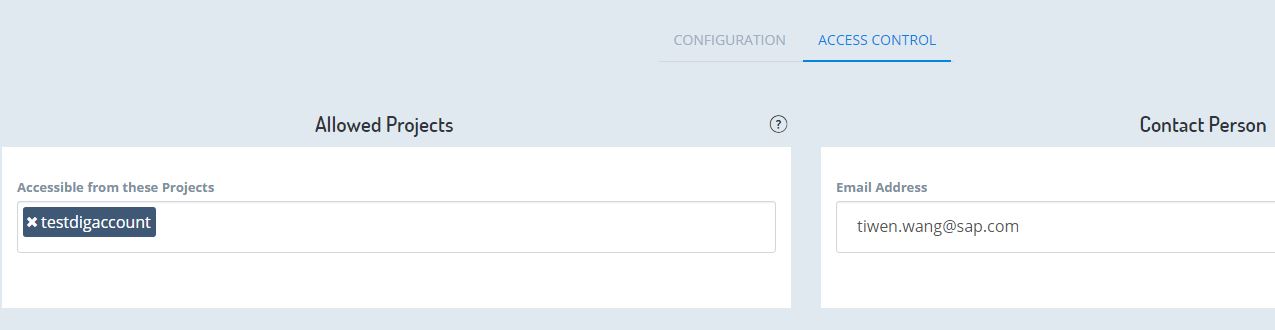 CONFIGURATION ACCESS CONTROL
Allowed Projects ?
Accessible from these Projects
✖ testdigaccount
Contact Person
Email Address
tiwen.wang@sap.com